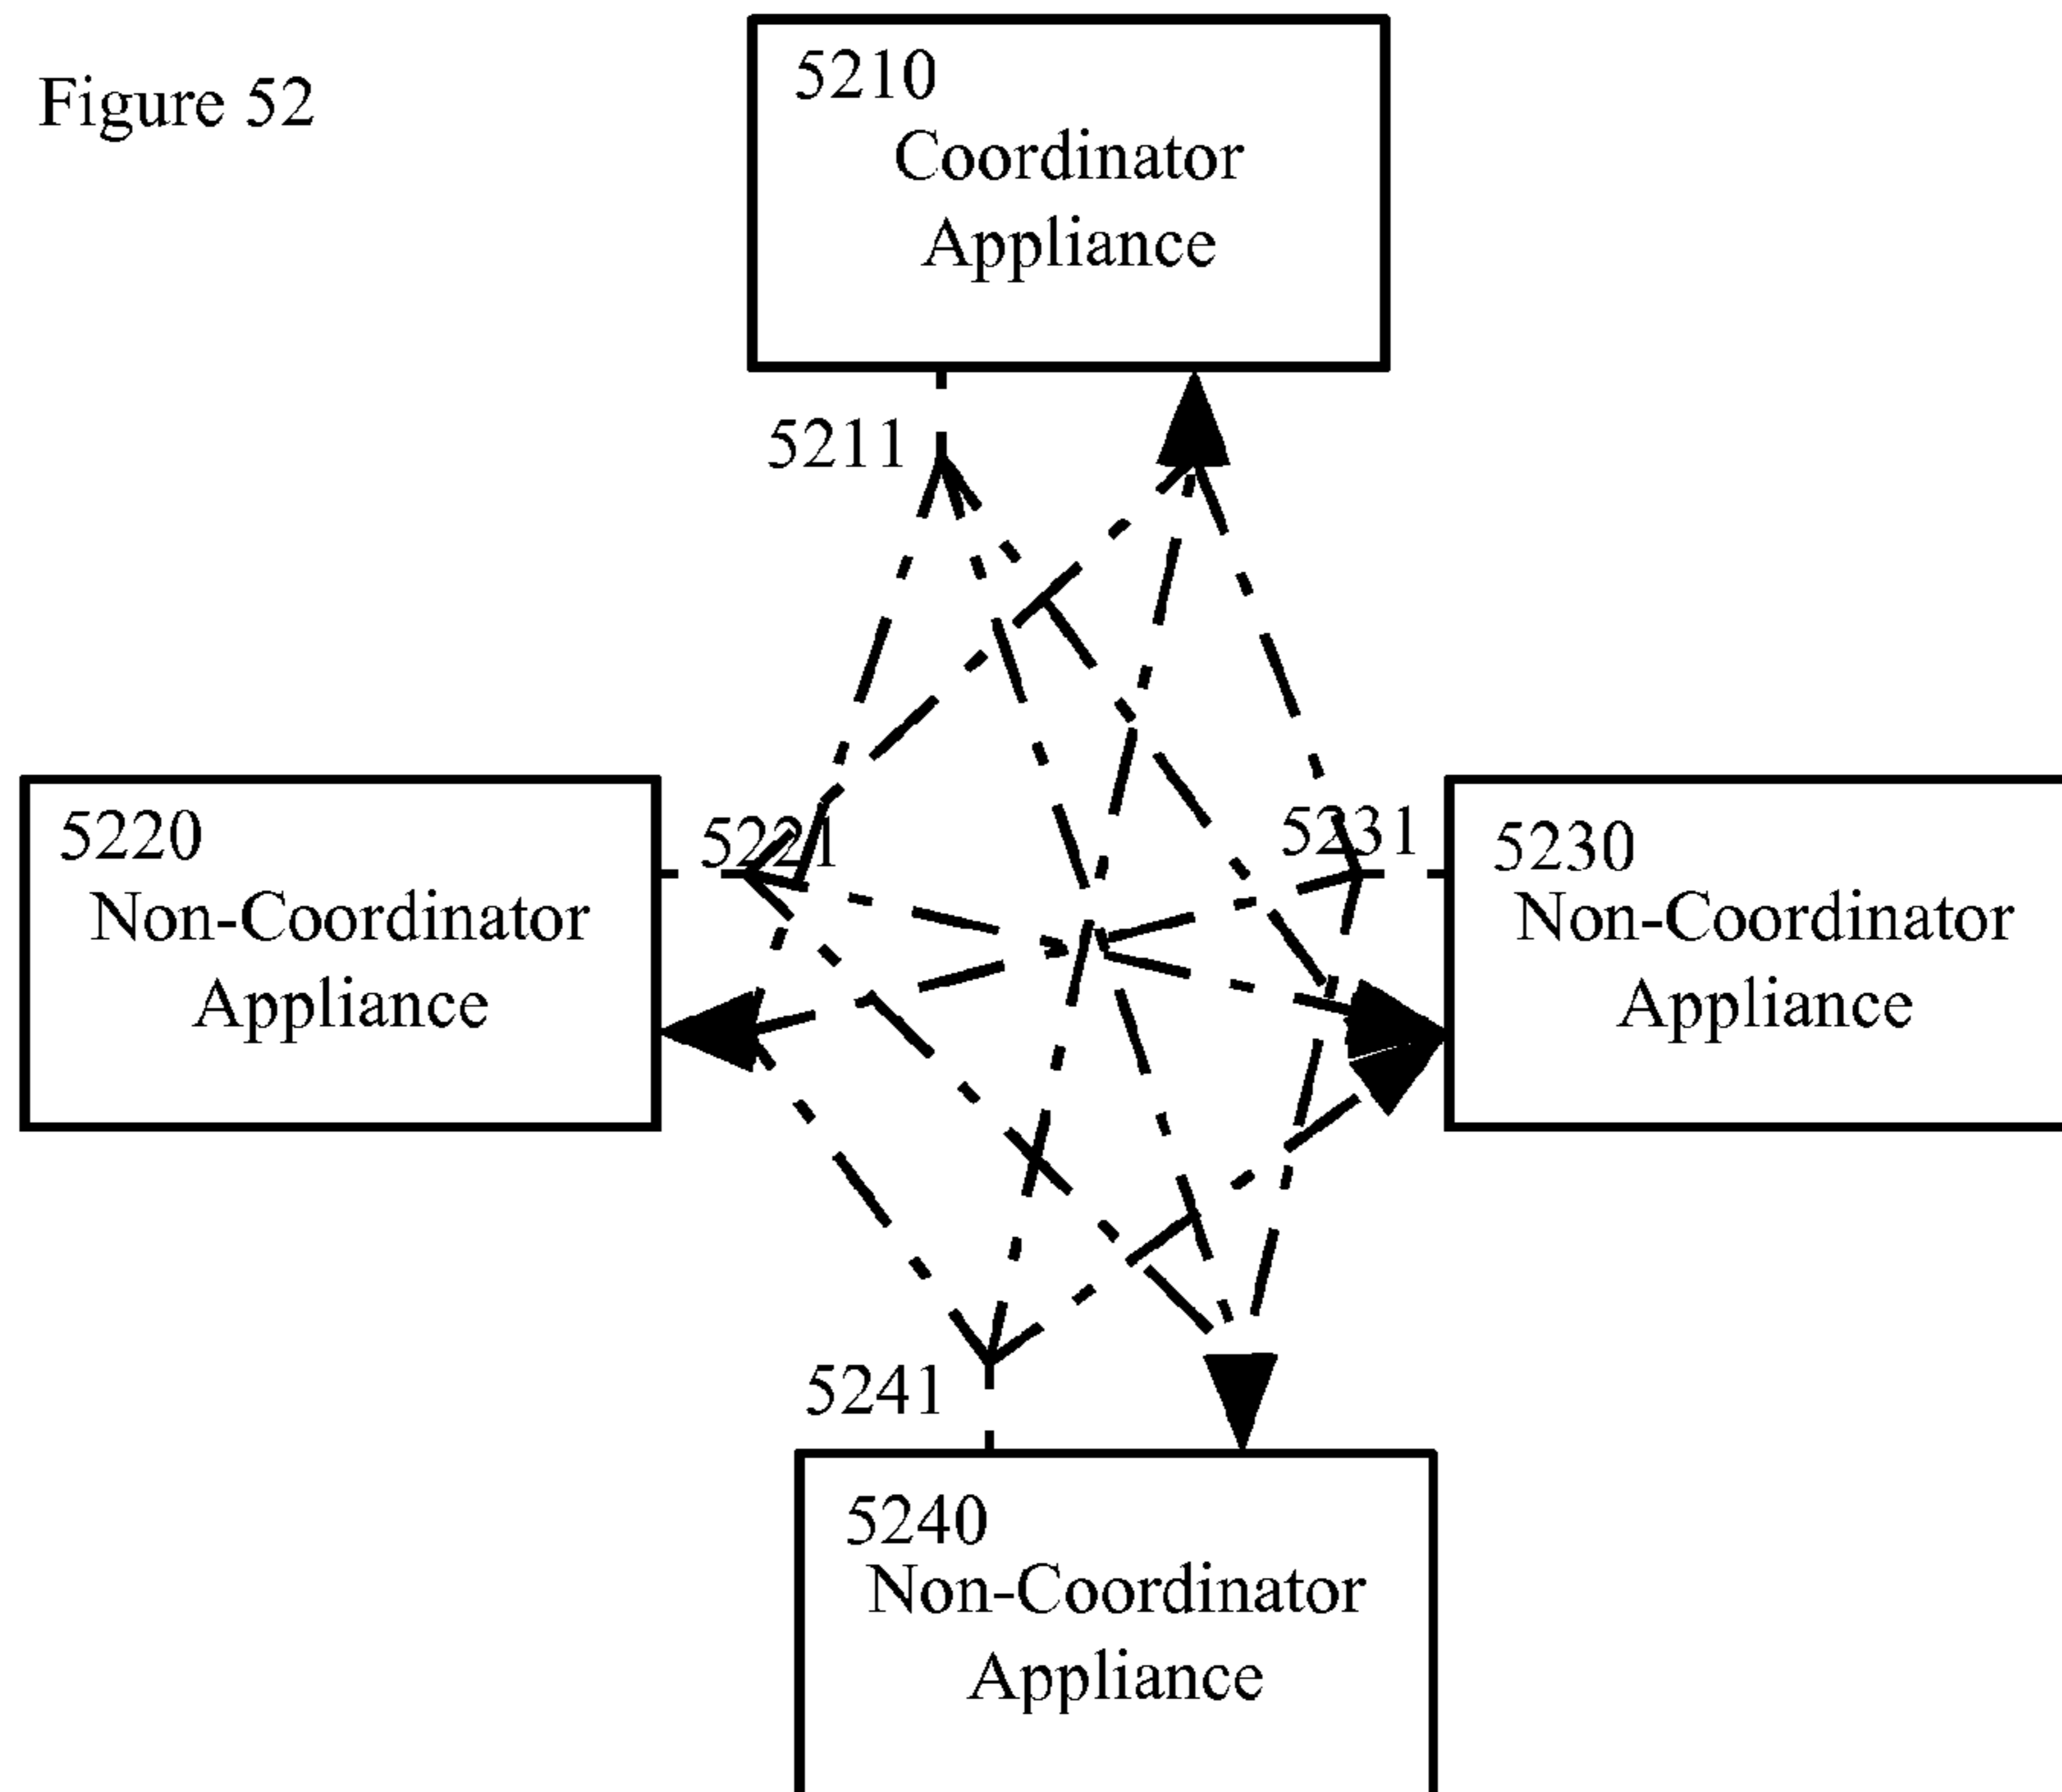 Figure 52
5210
Coordinator
Appliance
5211
5220
Non-Coordinator
Appliance
5221
5231
5230
Non-Coordinator
Appliance
5241
5240
Non-Coordinator
Appliance